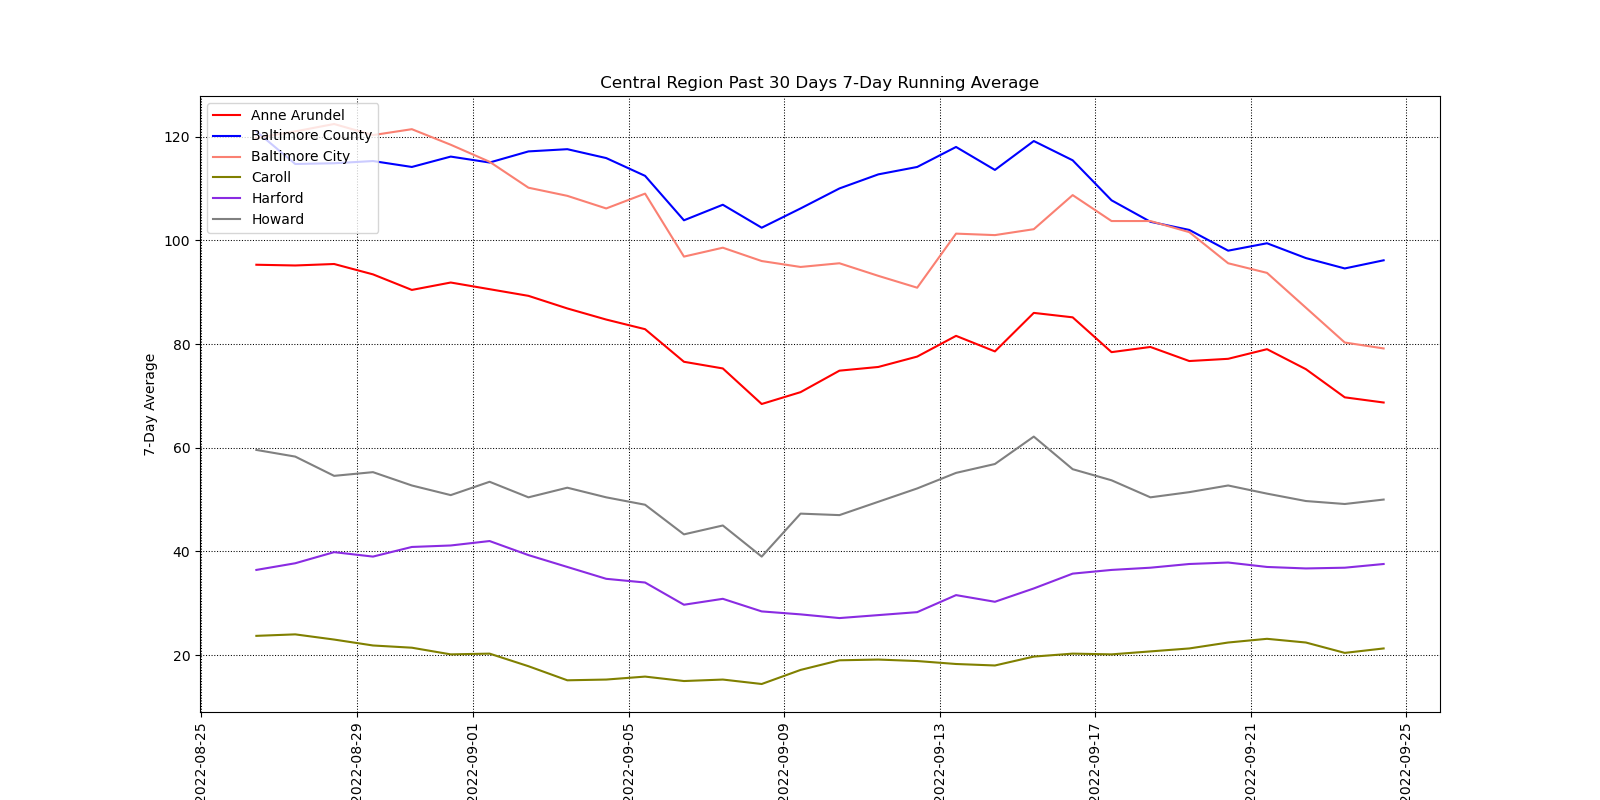 Central Region Past 30 Days 7-Day Running Average
Anne Arundel
Baltimore County
Baltimore City
Caroll
Harford
Howard
7-Day Average
120
100
80
60
40
20
2022-08-25
2022-08-29
2022-09-01
2022-09-05
2022-09-09
2022-09-13
2022-09-17
2022-09-21
2022-09-25